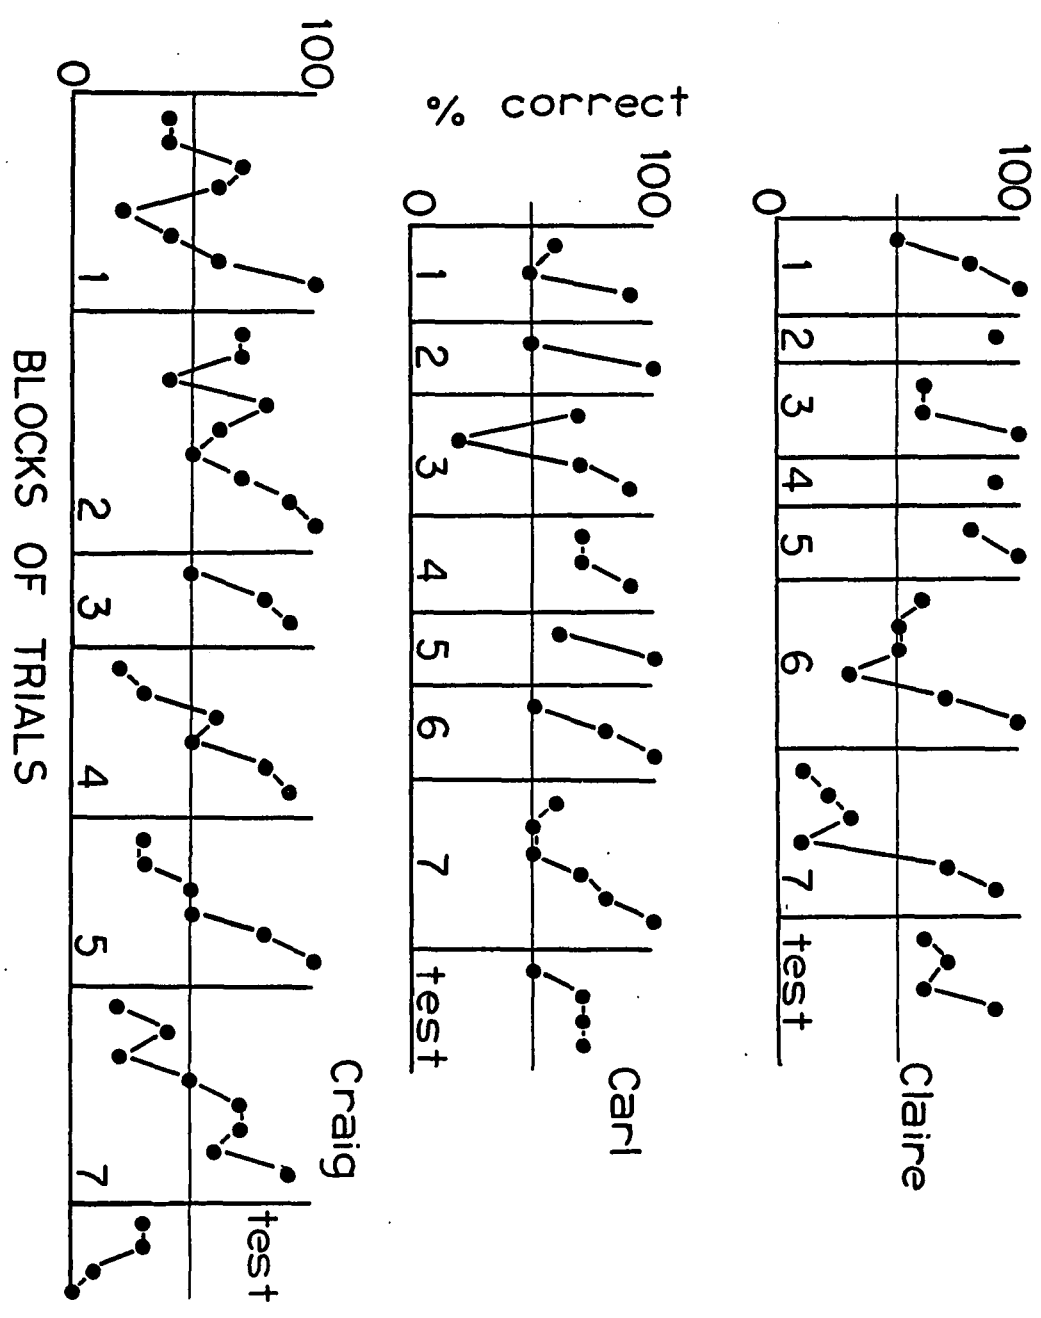 Claire
100
0
1 2 3 4 5 6 7 test
% correct
Carl
100
0
1 2 3 4 5 6 7 test
Craig
100
test
0
1 2 3 4 5 7
BLOCKS OF TRIALS